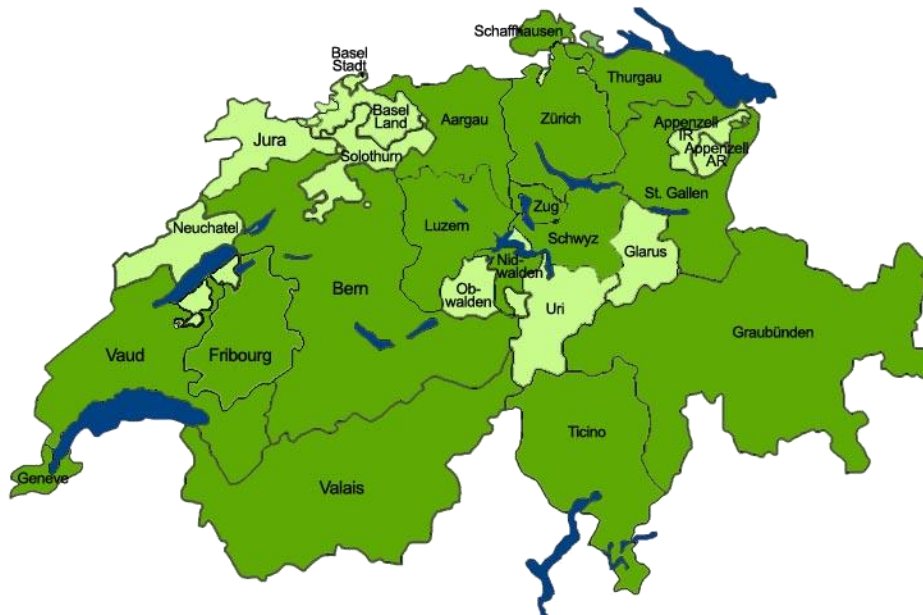 Schaffhausen
Basel
Stadt
Thurgau
Basel
Land
Aargau
Zürich
Appenzell
IR
Appenzell
AR
Jura
Solothurn
St. Gallen
Zug
Neuchatel
Luzern
Schwyz
Glarus
Nid-
walden
Bern
Ob-
walden
Uri
Graubünden
Vaud
Fribourg
Ticino
Geneve
Valais